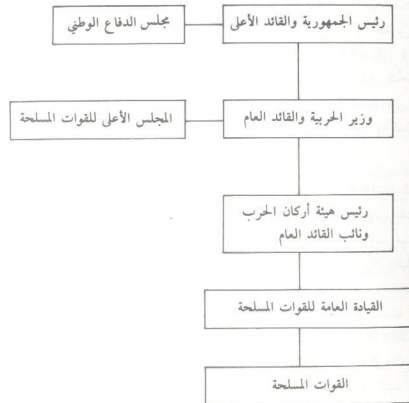 رئيس الجمهورية والقائد الأعلى
مجلس الدفاع الوطني
وزير الحربية والقائد العام
المجلس الأعلى للقوات المسلحة
رئيس هيئة أركان الحرب
ونائب القائد العام
القيادة العامة للقوات المسلحة
القوات المسلحة